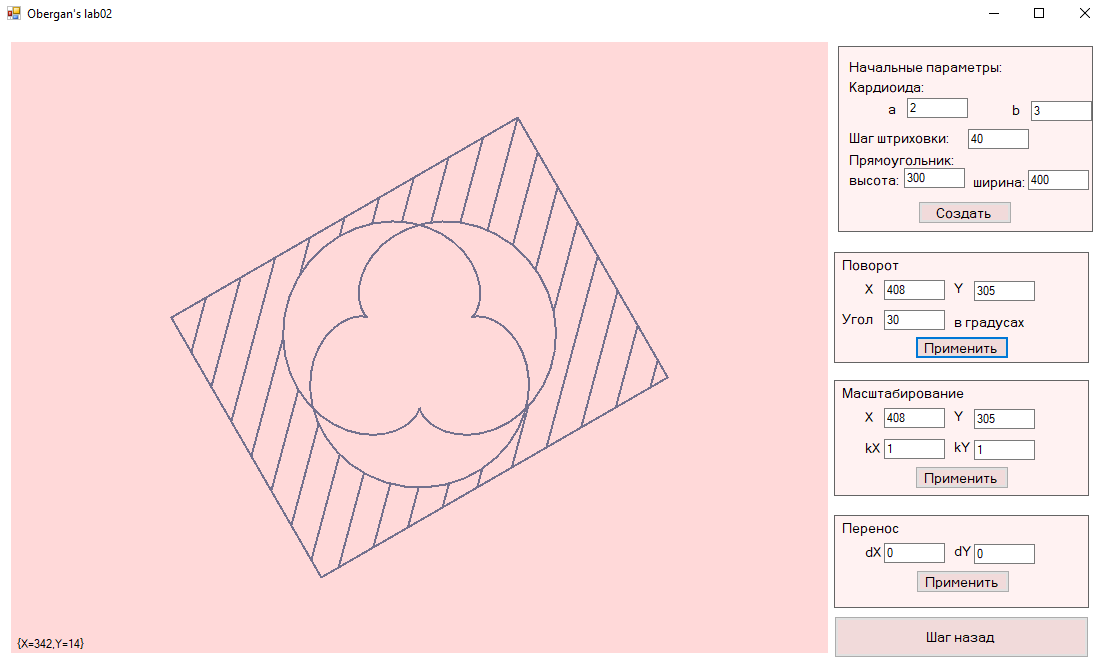 Obergan's lab02
Начальные параметры:
Кардиоида:
a 2 b 3
Шаг штриховки: 40
Прямоугольник:
высота: 300 ширина: 400
Создать
Поворот
X 408 Y 305
Угол 30 в градусах
Применить
Масштабирование
X 408 Y 305
kX 1 kY 1
Применить
Перенос
dX 0 dY 0
Применить
Шаг назад
{X=342,Y=14}